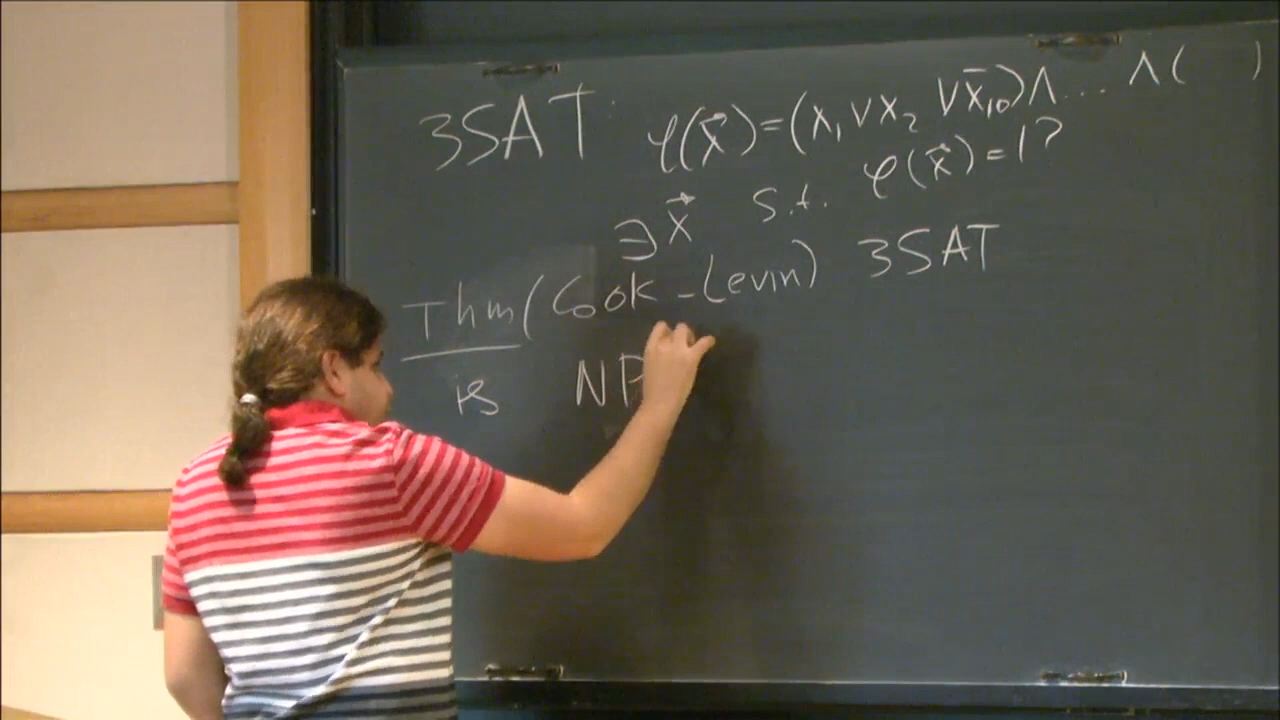 3SAT: φ(x⃗)=(x₁∨x₂∨x̄₁₀)∧...∧( )
∃x⃗ s.t. φ(x⃗)=1?
Thm (Cook-Levin) 3SAT
is NP